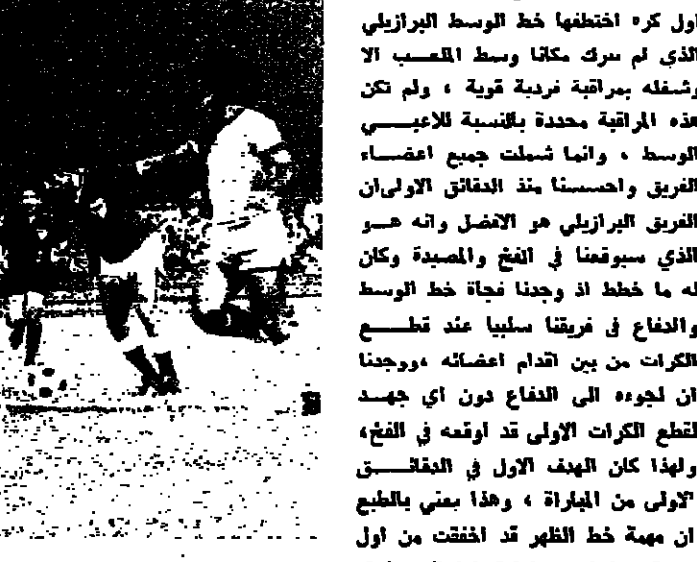 اول كره اختطفها خط الوسط البرازيلي
الذى لم يترك مكانا وسط الملعب الا
وشغله بمراقبة فردية قوية ، ولم تكن
هذه المراقبة محددة بالنسبة للاعبي
الوسط ، وانما شملت جميع اعضاء
الفريق واحسسنا منذ الدقائق الاولى ان
الفريق البرازيلي هو الافضل وانه هو
الذي سيوقعنا في الفخ والمصيدة وكان
له ما خطط اذ وجدنا فجأة خط الوسط
والدفاع في فريقنا سلبيا عند قطع
الكرات من بين اقدام اعضائه ،ووجدنا
ان لجوءه الى الدفاع دون اي جهد
لقطع الكرات الاولى قد اوقعه في الفخ،
ولهذا كان الهدف الاول في الدقائق
الاولى من المباراة ، وهذا يعني بالطبع
ان مهمة خط الظهر قد اخفقت من اول